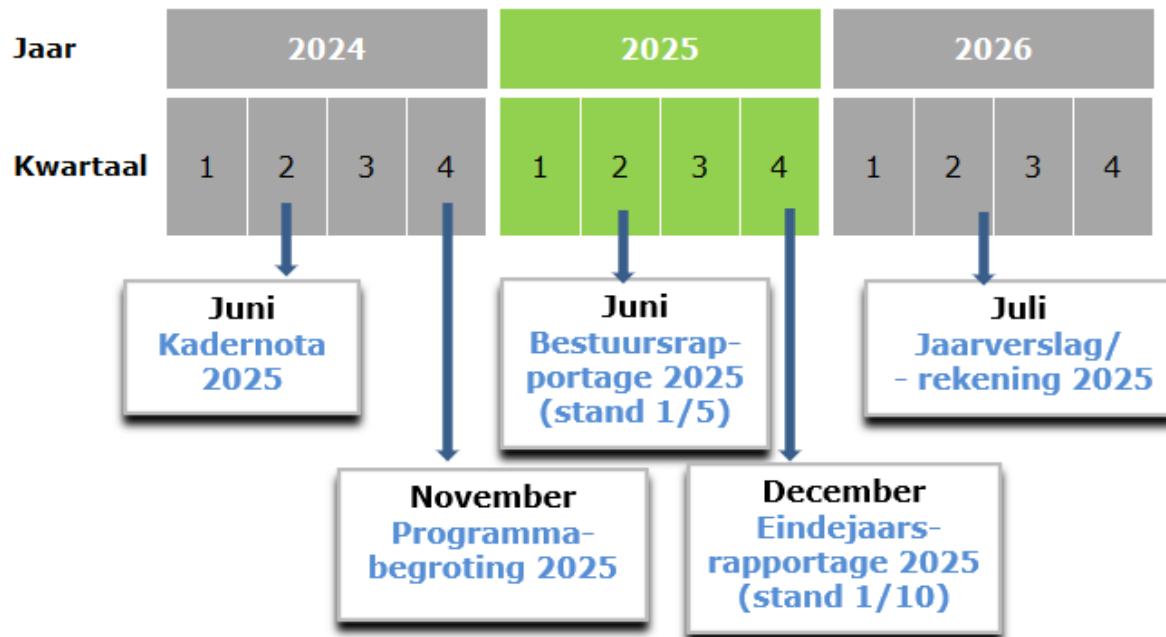 Jaar 2024 2025 2026
Kwartaal 1 2 3 4 1 2 3 4 1 2 3 4
Juni
Kadernota
2025
November
Programma-
begroting 2025
Juni
Bestuursrap-
portage 2025
(stand 1/5)
December
Eindejaars-
rapportage 2025
(stand 1/10)
Juli
Jaarverslag/
- rekening 2025